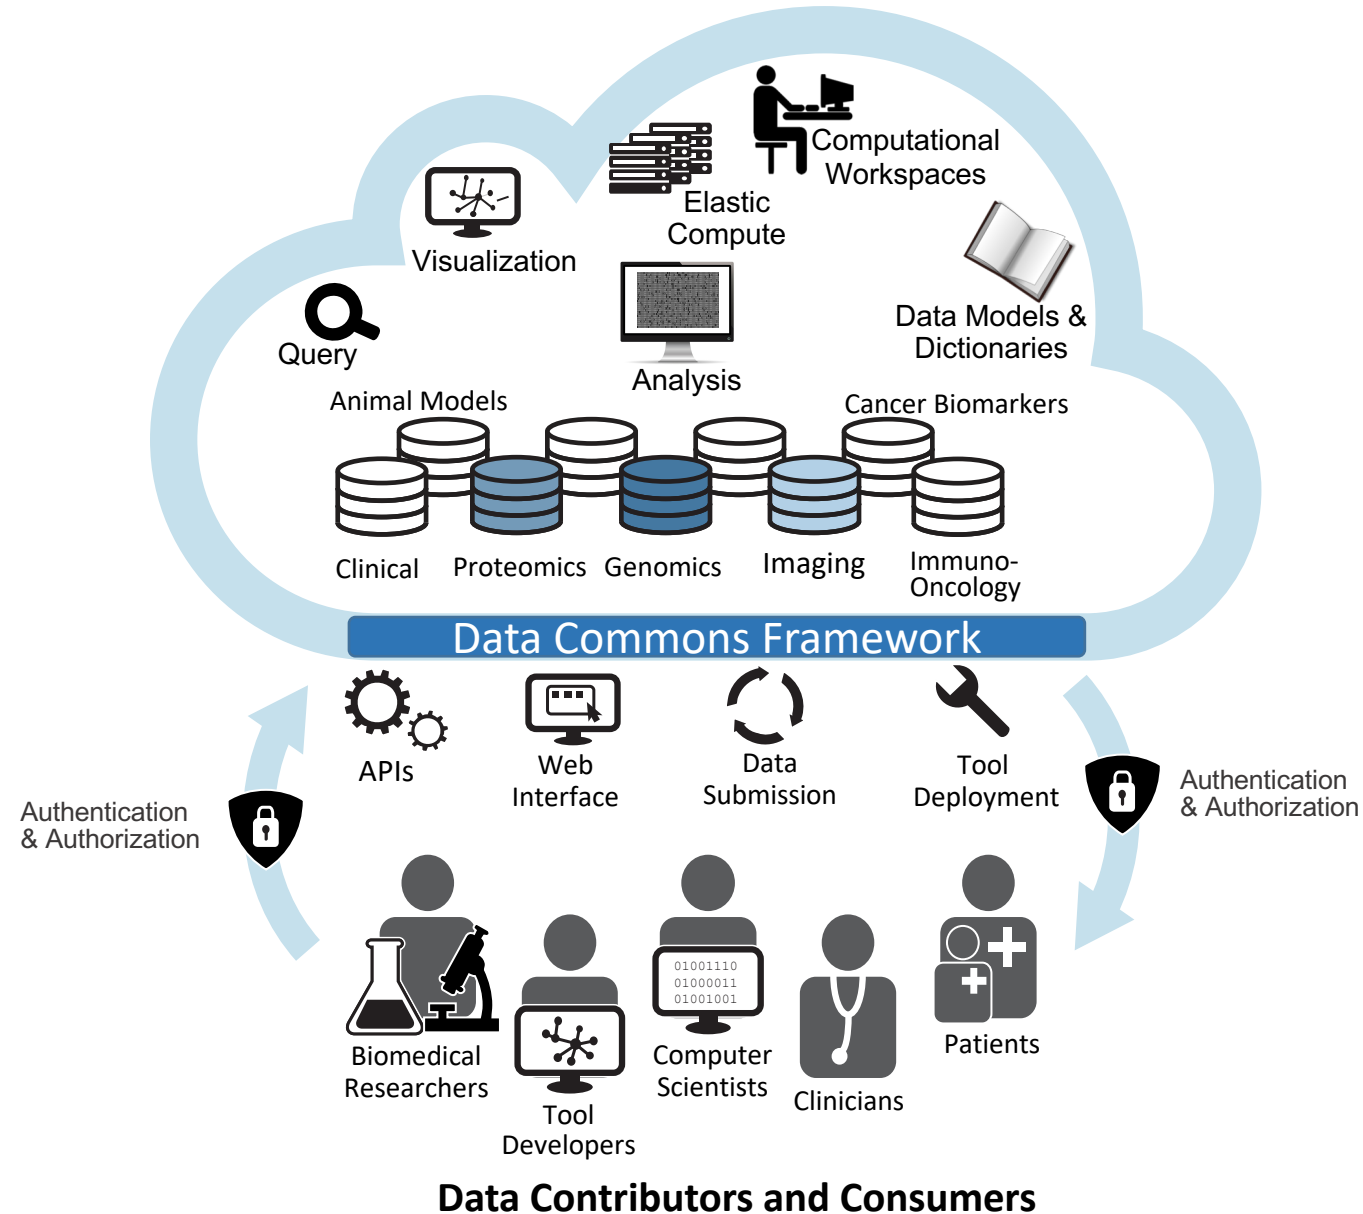 Computational
Workspaces
Elastic
Compute
Visualization
Data Models &
Dictionaries
Query
Analysis
Animal Models
Cancer Biomarkers
Clinical
Proteomics
Genomics
Imaging
Immuno-
Oncology
Data Commons Framework
APIs
Web
Interface
Data
Submission
Tool
Deployment
Authentication
& Authorization
Authentication
& Authorization
01001110
01000011
01001001
Biomedical
Researchers
Tool
Developers
Computer
Scientists
Clinicians
Patients
Data Contributors and Consumers